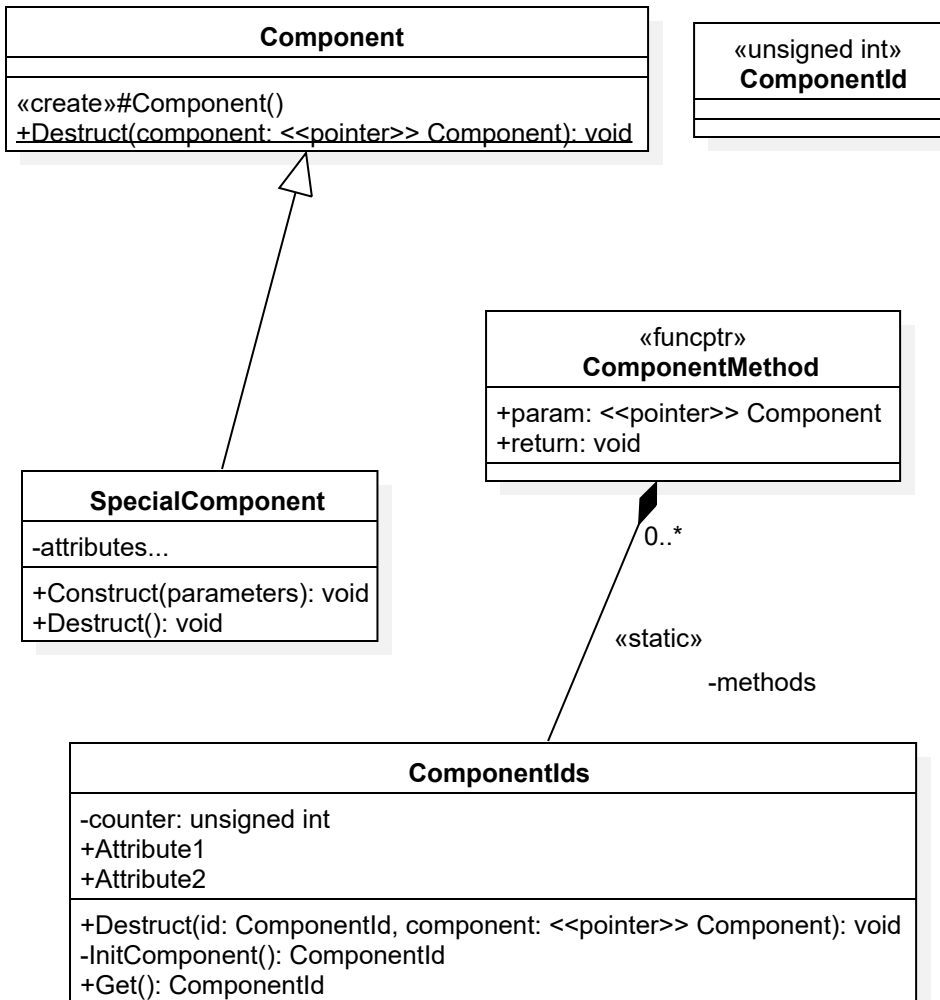 Component
«create»#Component()
+Destruct(component: <<pointer>> Component): void
«unsigned int»
ComponentId
«funcptr»
ComponentMethod
+param: <<pointer>> Component
+return: void
SpecialComponent
-attributes...
+Construct(parameters): void
+Destruct(): void
0..*
«static»
-methods
ComponentIds
-counter: unsigned int
+Attribute1
+Attribute2
+Destruct(id: ComponentId, component: <<pointer>> Component): void
-InitComponent(): ComponentId
+Get(): ComponentId